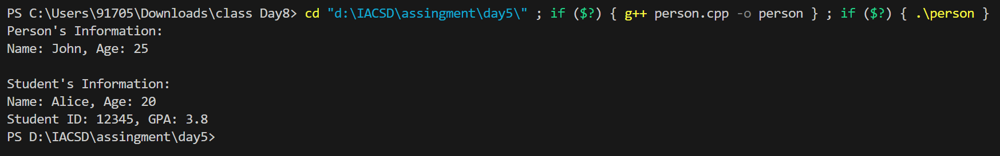 PS C:\Users\91705\Downloads\class Day8> cd "d:\IACSD\assingment\day5\" ; if ($?) { g++ person.cpp -o person } ; if ($?) { .\person }
Person's Information:
Name: John, Age: 25
Student's Information:
Name: Alice, Age: 20
Student ID: 12345, GPA: 3.8
PS D:\IACSD\assingment\day5>